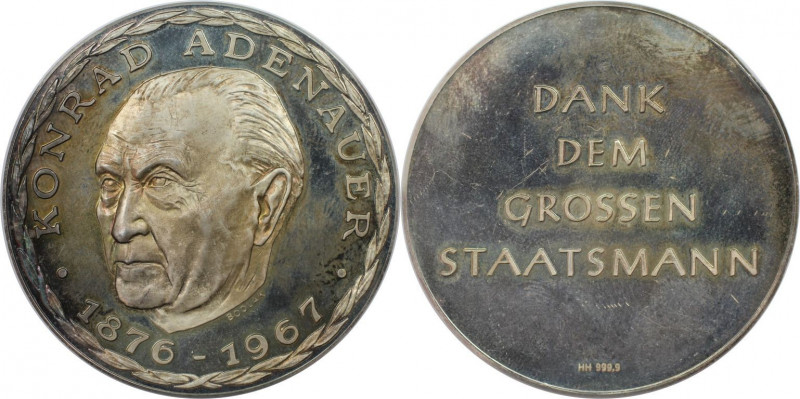 · KONRAD ADENAUER ·
1876 - 1967
DANK
DEM
GROSSEN
STAATSMANN
HH 999,9